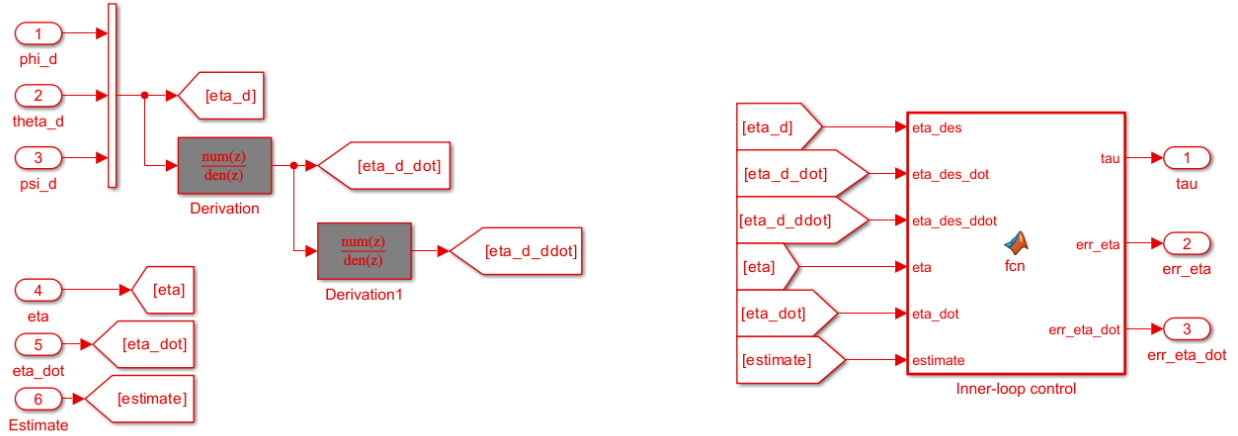 1
phi_d
2
theta_d
3
psi_d
[eta_d]
num(z)
den(z)
Derivation
[eta_d_dot]
num(z)
den(z)
Derivation1
[eta_d_ddot]
4
eta
[eta]
5
eta_dot
[eta_dot]
6
Estimate
[estimate]
[eta_d]
[eta_d_dot]
[eta_d_ddot]
[eta]
[eta_dot]
[estimate]
eta_des
eta_des_dot
eta_des_ddot
eta
eta_dot
estimate
fcn
tau
err_eta
err_eta_dot
Inner-loop control
1
tau
2
err_eta
3
err_eta_dot